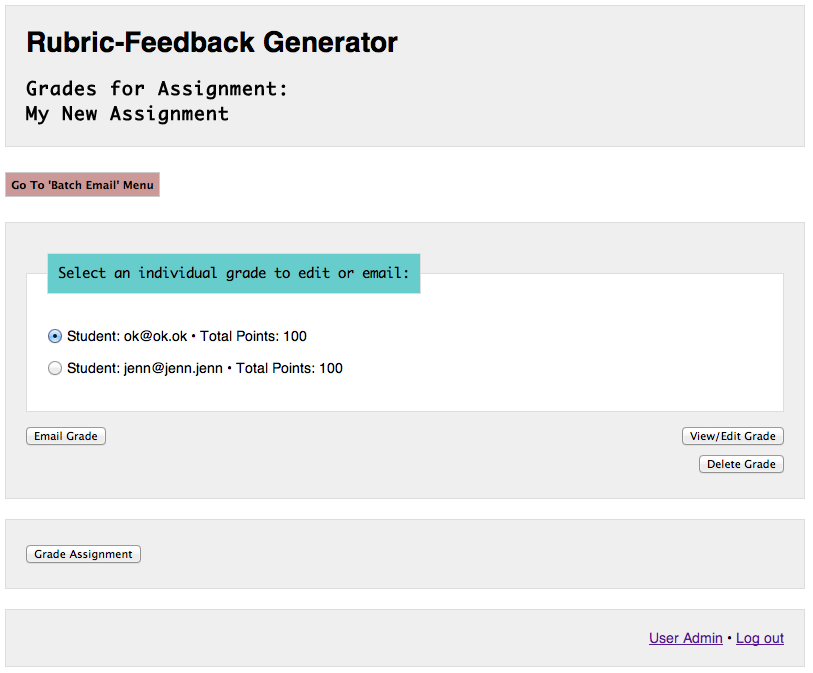 Rubric-Feedback Generator
Grades for Assignment:
My New Assignment
Go To 'Batch Email' Menu
Select an individual grade to edit or email:
Student: ok@ok.ok • Total Points: 100
Student: jenn@jenn.jenn • Total Points: 100
Email Grade
View/Edit Grade
Delete Grade
Grade Assignment
User Admin • Log out